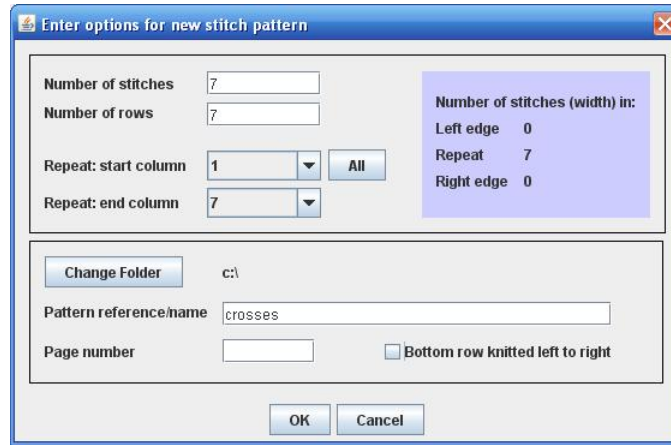 Enter options for new stitch pattern
Number of stitches 7
Number of rows 7
Repeat: start column 1 All
Repeat: end column 7
Number of stitches (width) in:
Left edge 0
Repeat 7
Right edge 0
Change Folder c:\
Pattern reference/name crosses
Page number
Bottom row knitted left to right
OK Cancel